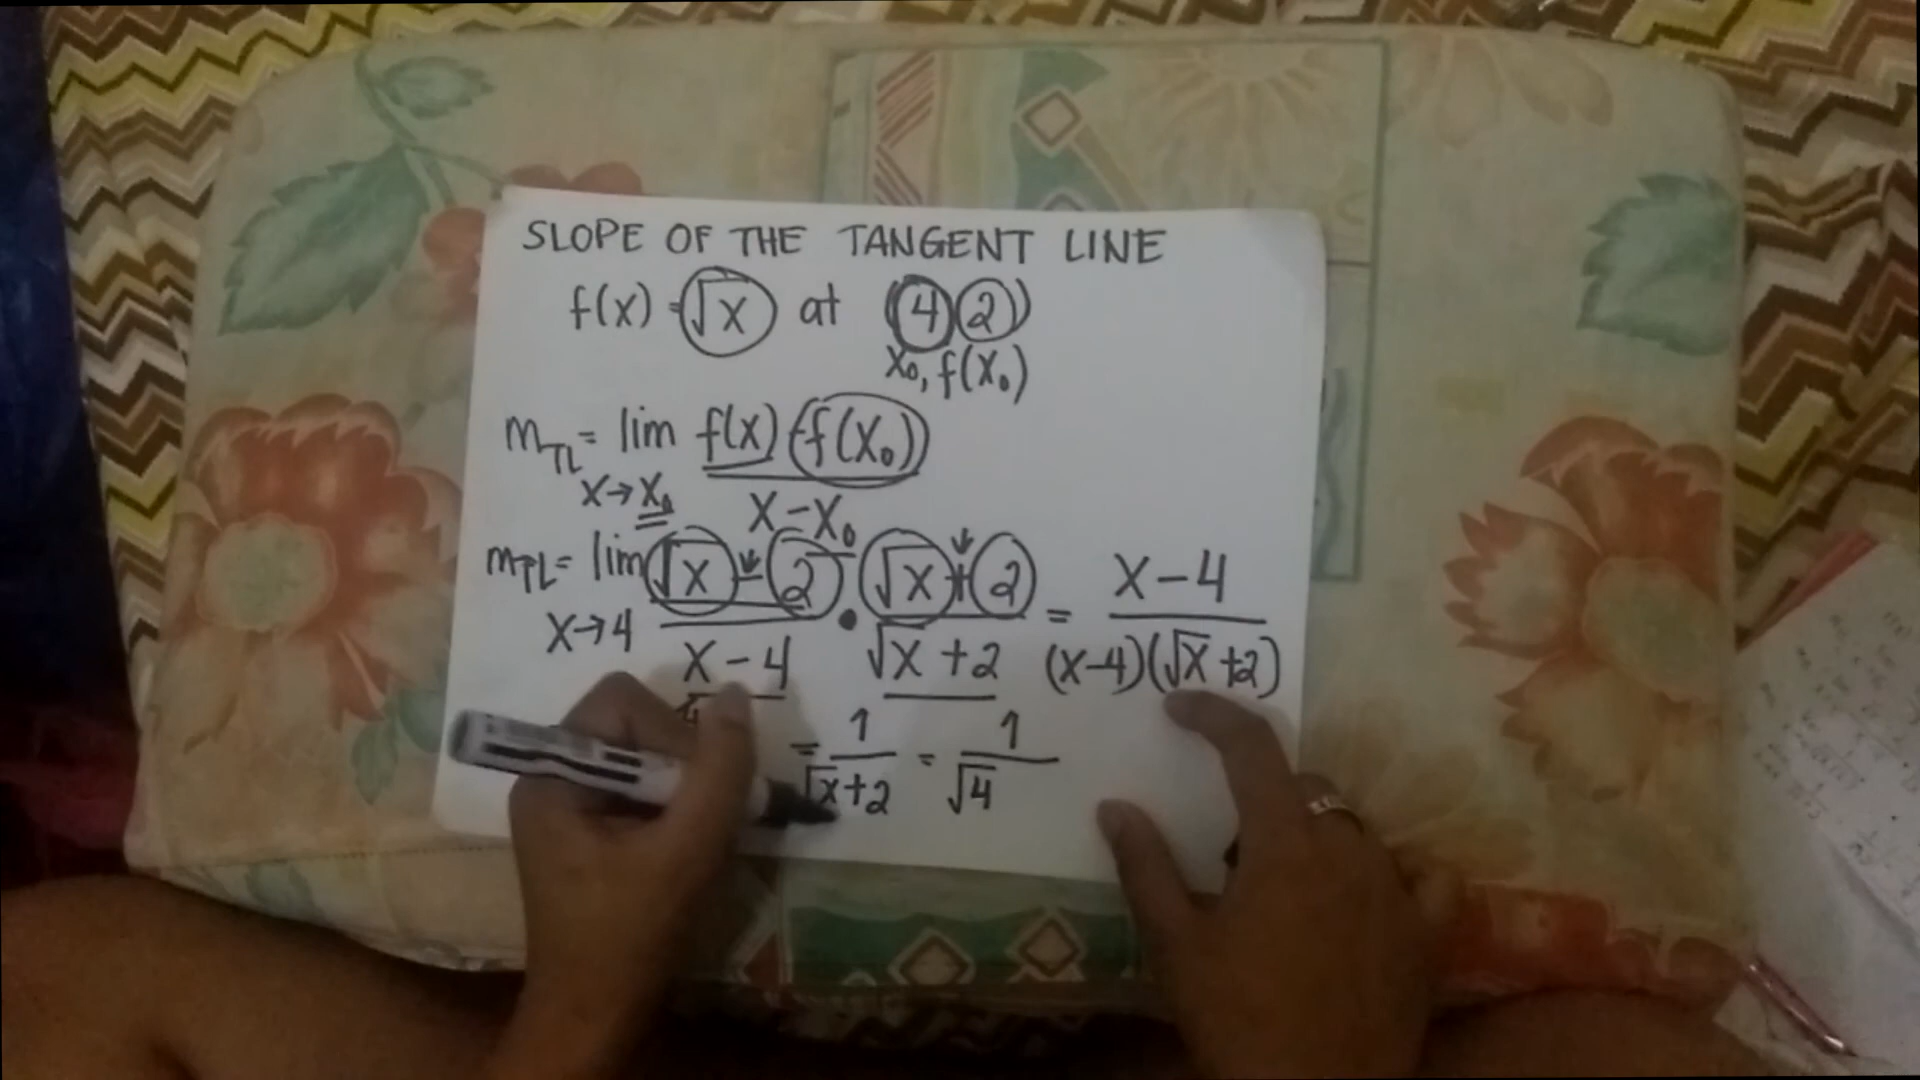 SLOPE OF THE TANGENT LINE
f(x) = √x at (4, 2)
x₀, f(x₀)
m_TL = lim f(x) - f(x₀)
x→x₀ x - x₀
m_TL = lim √x - 2 · √x + 2 = x - 4
x→4 x - 4 √x + 2 (x-4)(√x+2)
= 1 = 1
√x+2 √4